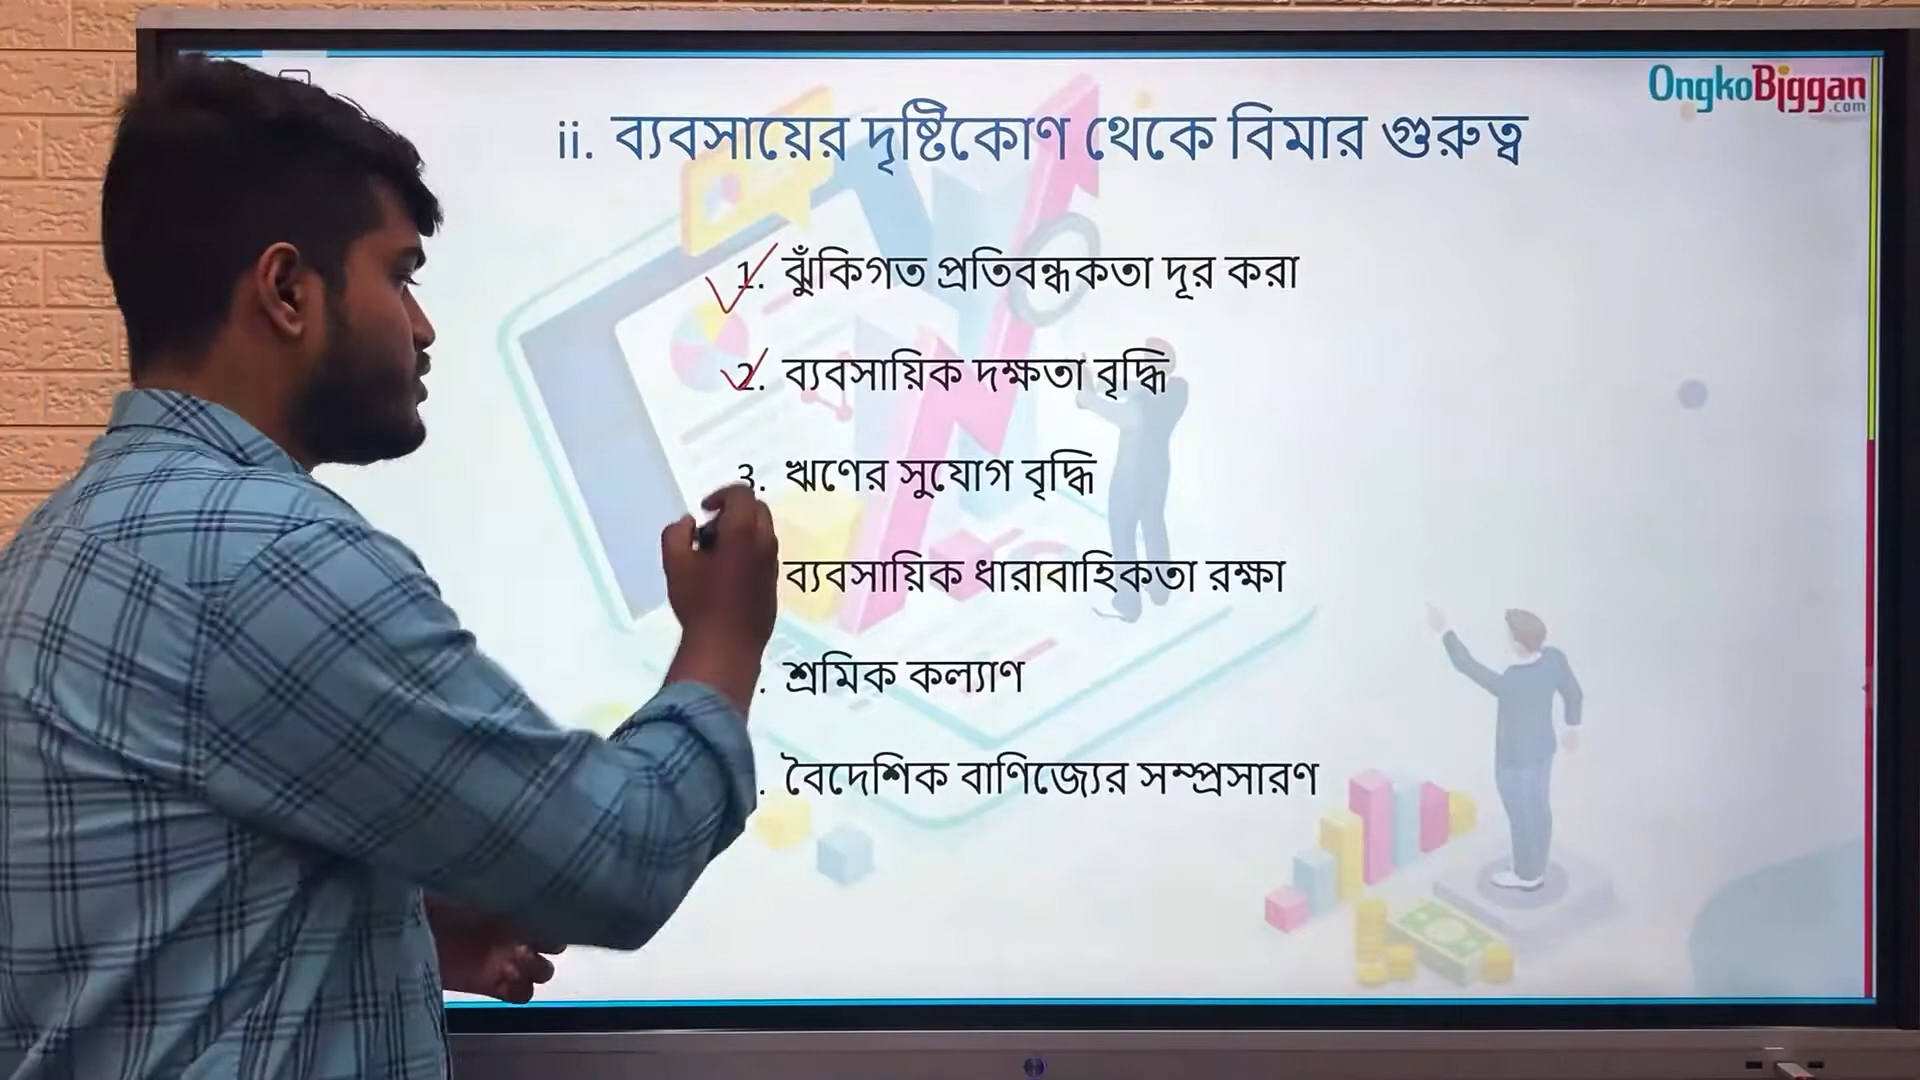 OngkoBiggan
.com
ii. ব্যবসায়ের দৃষ্টিকোণ থেকে বিমার গুরুত্ব
1. ঝুঁকিগত প্রতিবন্ধকতা দূর করা
2. ব্যবসায়িক দক্ষতা বৃদ্ধি
3. ঋণের সুযোগ বৃদ্ধি
ব্যবসায়িক ধারাবাহিকতা রক্ষা
. শ্রমিক কল্যাণ
. বৈদেশিক বাণিজ্যের সম্প্রসারণ